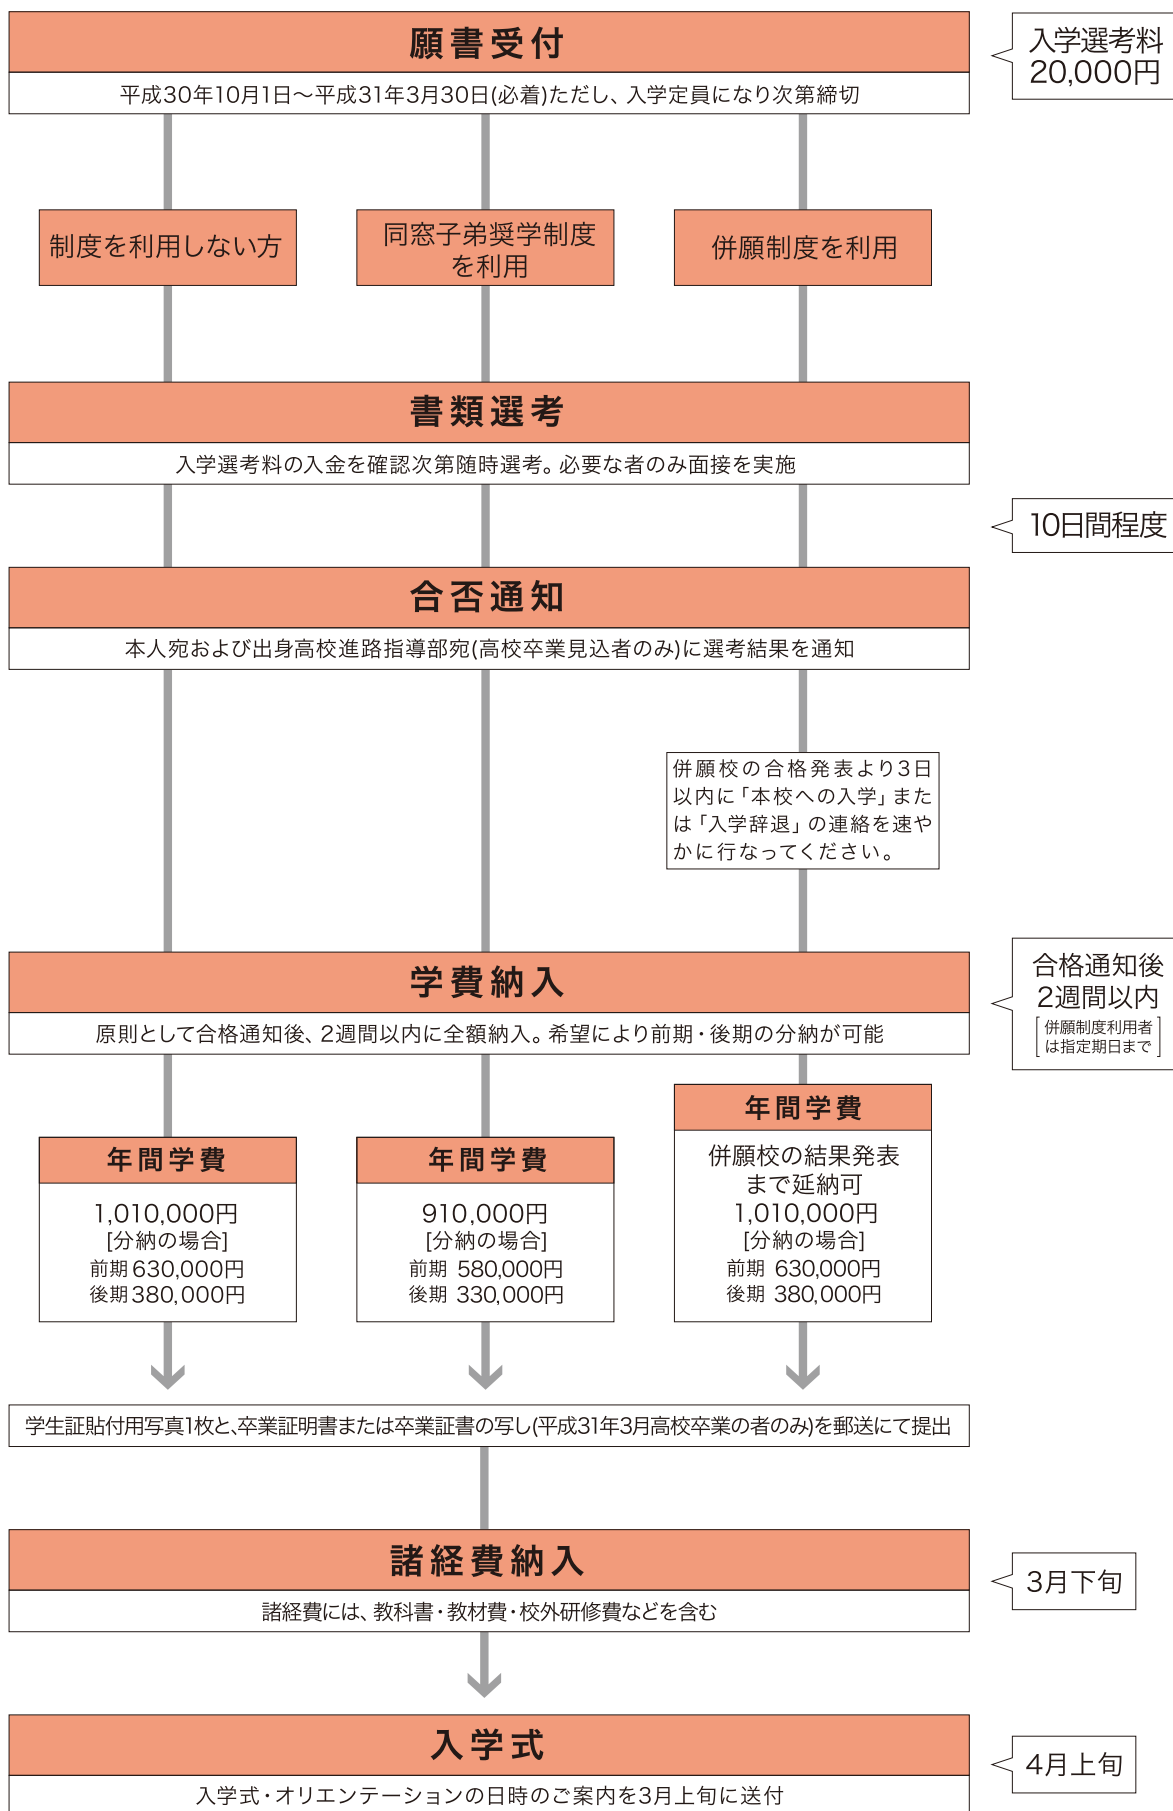 願書受付
平成30年10月1日～平成31年3月30日(必着)ただし、入学定員になり次第締切
入学選考料
20,000円
制度を利用しない方
同窓子弟奨学制度
を利用
併願制度を利用
書類選考
入学選考料の入金を確認次第随時選考。必要な者のみ面接を実施
10日間程度
合否通知
本人宛および出身高校進路指導部宛(高校卒業見込者のみ)に選考結果を通知
併願校の合格発表より3日
以内に「本校への入学」また
は「入学辞退」の連絡を速や
かに行なってください。
学費納入
原則として合格通知後、2週間以内に全額納入。希望により前期・後期の分納が可能
合格通知後
2週間以内
[併願制度利用者
は指定期日まで]
年間学費
1,010,000円
[分納の場合]
前期630,000円
後期380,000円
年間学費
910,000円
[分納の場合]
前期 580,000円
後期 330,000円
年間学費
併願校の結果発表
まで延納可
1,010,000円
[分納の場合]
前期 630,000円
後期 380,000円
学生証貼付用写真1枚と、卒業証明書または卒業証書の写し(平成31年3月高校卒業の者のみ)を郵送にて提出
諸経費納入
諸経費には、教科書・教材費・校外研修費などを含む
3月下旬
入学式
入学式・オリエンテーションの日時のご案内を3月上旬に送付
4月上旬